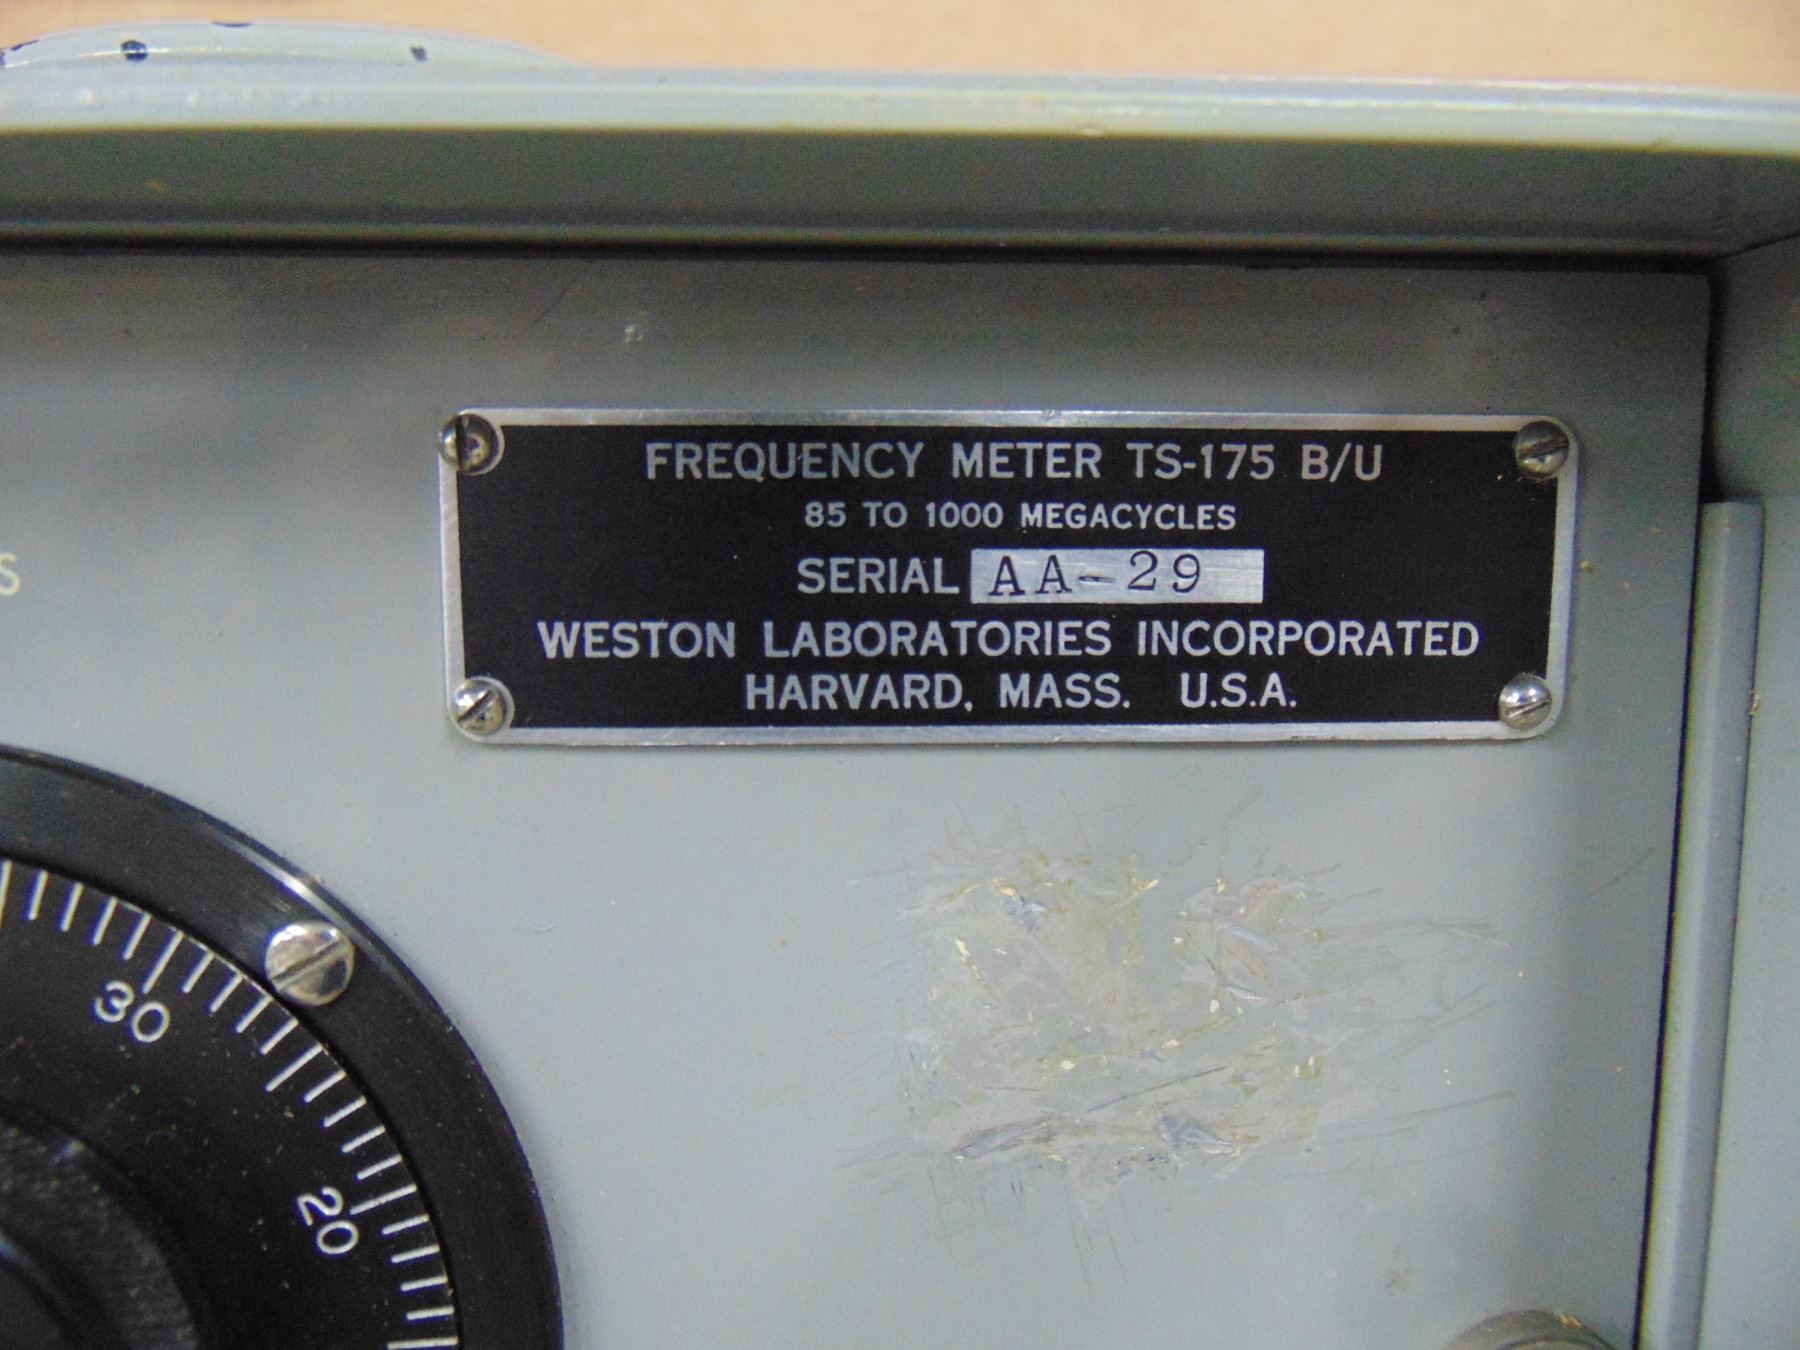 FREQUENCY METER TS-175 B/U
85 TO 1000 MEGACYCLES
SERIAL AA-29
WESTON LABORATORIES INCORPORATED
HARVARD, MASS. U.S.A.
S
30
20